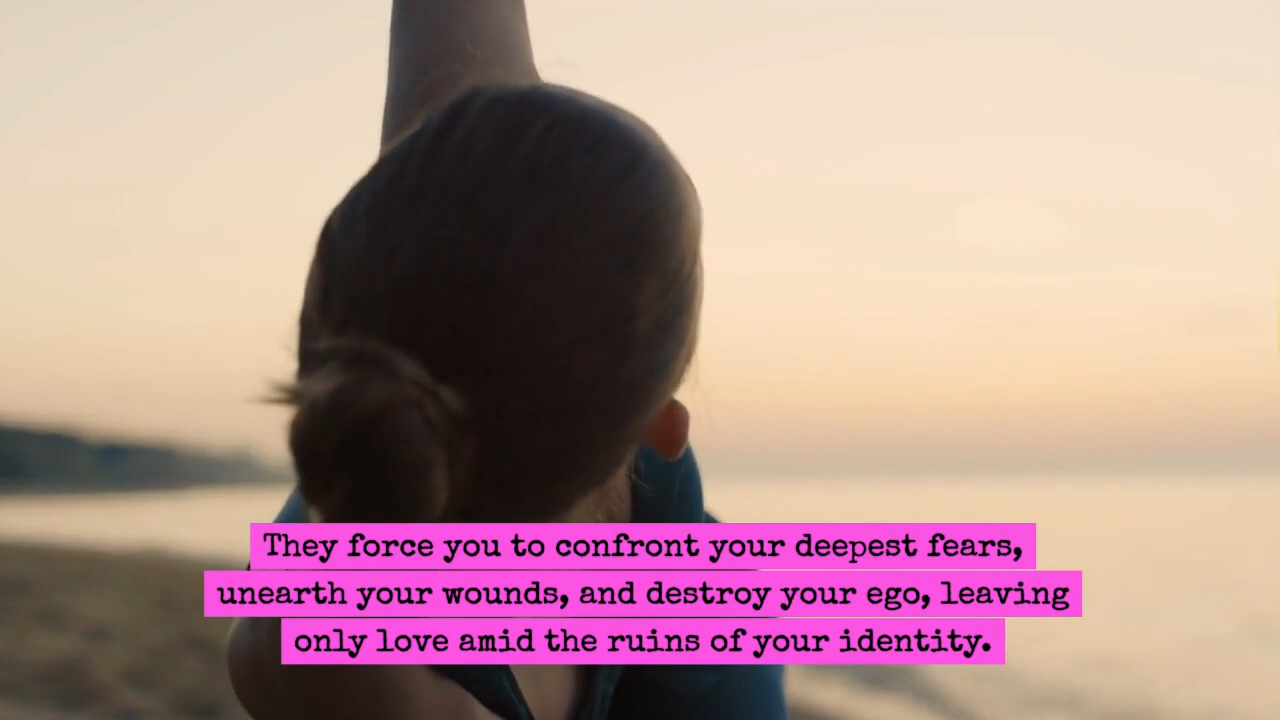 They force you to confront your deepest fears,
unearth your wounds, and destroy your ego, leaving
only love amid the ruins of your identity.